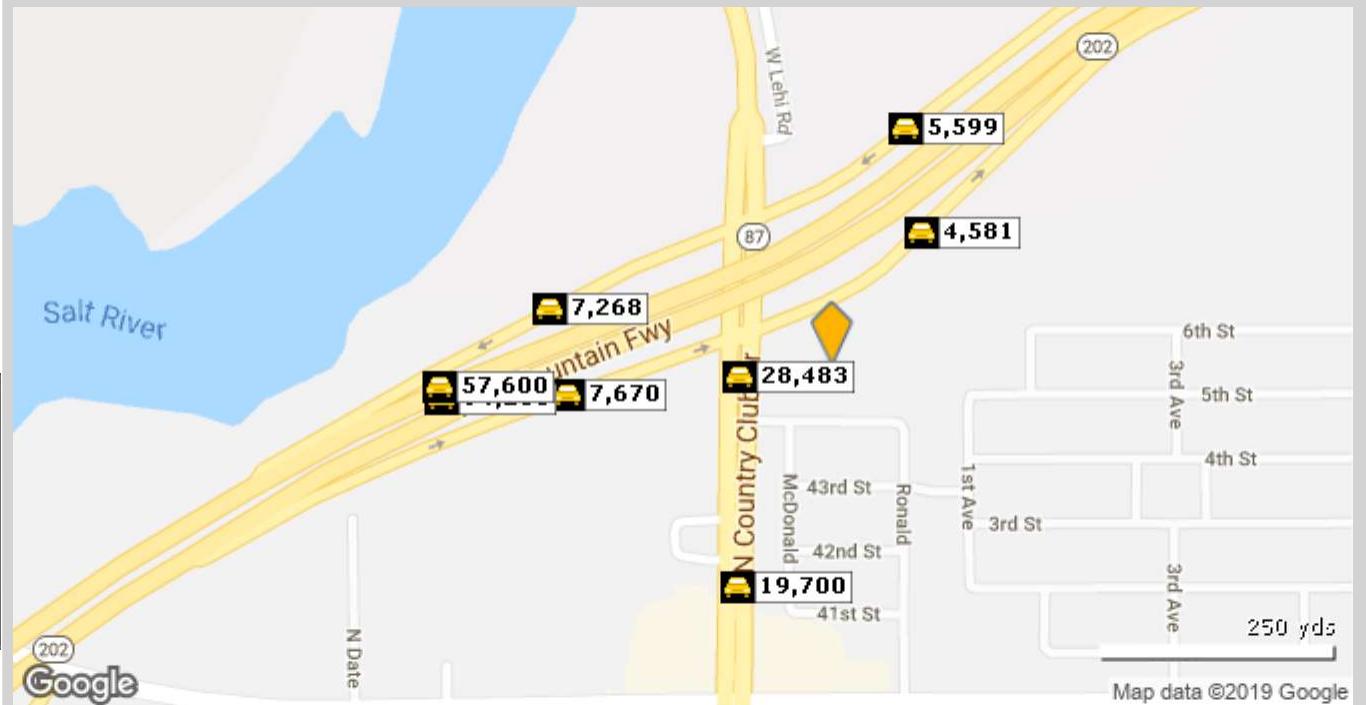 W Lehi Rd
202
5,599
87
4,581
Salt River
7,268
untain Fwy
6th St
28,483
57,600
7,670
3rd Ave
5th St
N Country Club
r
4th St
McDonald
43rd St
Ronald
1st Ave
3rd St
42nd St
19,700
41st St
3rd Ave
250 yds
N Date
202
Google
Map data ©2019 Google